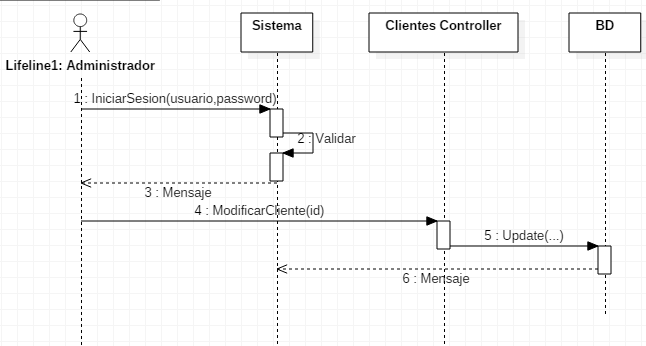 Sistema
Clientes Controller
BD
Lifeline1: Administrador
1 : IniciarSesion(usuario,password)
2 : Validar
3 : Mensaje
4 : ModificarCliente(id)
5 : Update(...)
6 : Mensaje